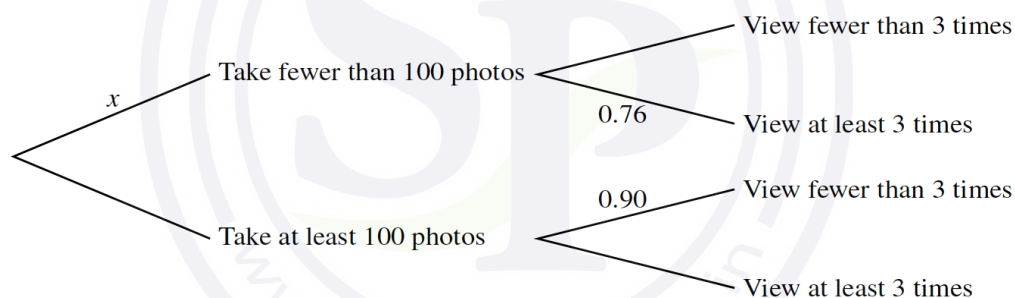 View fewer than 3 times
x
Take fewer than 100 photos
0.76
View at least 3 times
0.90
View fewer than 3 times
Take at least 100 photos
View at least 3 times
SP